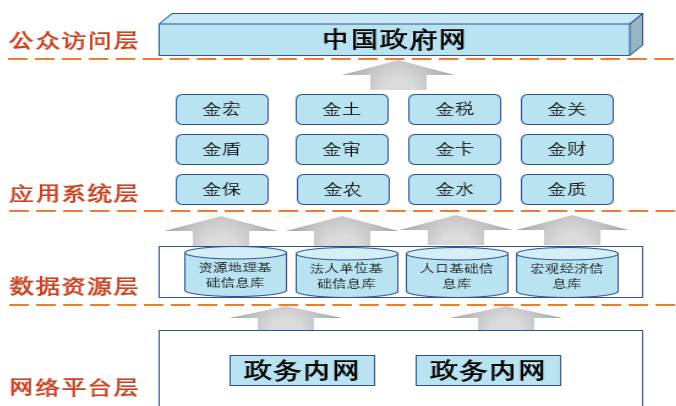 公众访问层
中国政府网
金宏
金土
金税
金关
金盾
金审
金卡
金财
应用系统层
金保
金农
金水
金质
数据资源层
资源地理基
础信息库
法人单位基
础信息库
人口基础信
息库
宏观经济信
息库
网络平台层
政务内网
政务内网